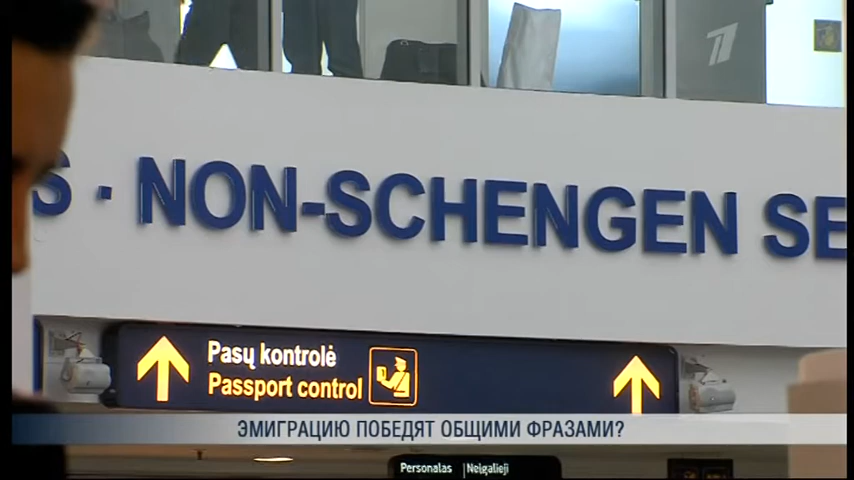 S · NON-SCHENGEN SE
Pasų kontrolė
Passport control
ЭМИГРАЦИЮ ПОБЕДЯТ ОБЩИМИ ФРАЗАМИ?
Personalas Neįgalieji